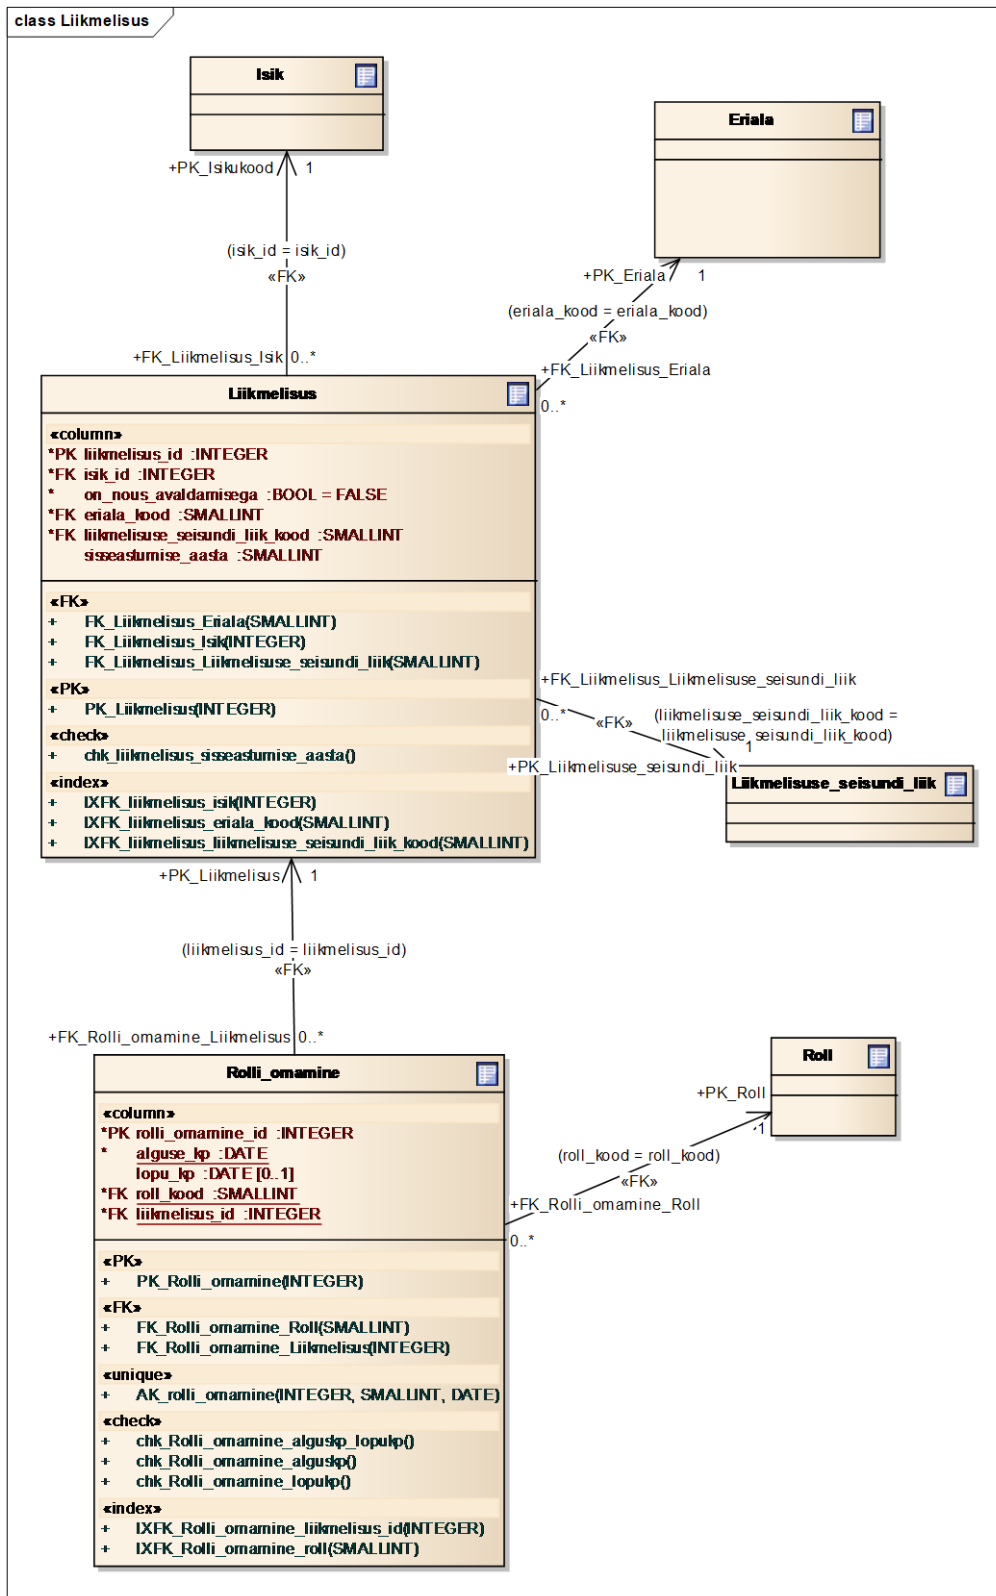 class Liikmelisus
Isik
Eriala
+PK_Isikukood 1
(isik_id = isik_id)
«FK»
+PK_Eriala 1
(eriala_kood = eriala_kood)
«FK»
+FK_Liikmelisus_Isik 0..*
+FK_Liikmelisus_Eriala
0..*
Liikmelisus
«column»
*PK liikmelisus_id :INTEGER
*FK isik_id :INTEGER
* on_nous_avaldamisega :BOOL = FALSE
*FK eriala_kood :SMALLINT
*FK liikmelisuse_seisundi_liik_kood :SMALLINT
sisseastumise_aasta :SMALLINT
«FK»
+ FK_Liikmelisus_Eriala(SMALLINT)
+ FK_Liikmelisus_Isik(INTEGER)
+ FK_Liikmelisus_Liikmelisuse_seisundi_liik(SMALLINT)
«PK»
+ PK_Liikmelisus(INTEGER)
«check»
+ chk_liikmelisus_sisseastumise_aasta()
«index»
+ IXFK_liikmelisus_isik(INTEGER)
+ IXFK_liikmelisus_eriala_kood(SMALLINT)
+ IXFK_liikmelisus_liikmelisuse_seisundi_liik_kood(SMALLINT)
+FK_Liikmelisus_Liikmelisuse_seisundi_liik
0..*
«FK»
(liikmelisuse_seisundi_liik_kood =
liikmelisuse_seisundi_liik_kood)
1
+PK_Liikmelisuse_seisundi_liik
Liikmelisuse_seisundi_liik
+PK_Liikmelisus 1
(liikmelisus_id = liikmelisus_id)
«FK»
+FK_Rolli_omamine_Liikmelisus 0..*
Rolli_omamine
«column»
*PK rolli_omamine_id :INTEGER
* alguse_kp :DATE
lopu_kp :DATE [0..1]
*FK roll_kood :SMALLINT
*FK liikmelisus_id :INTEGER
«PK»
+ PK_Rolli_omamine(INTEGER)
«FK»
+ FK_Rolli_omamine_Roll(SMALLINT)
+ FK_Rolli_omamine_Liikmelisus(INTEGER)
«unique»
+ AK_rolli_omamine(INTEGER, SMALLINT, DATE)
«check»
+ chk_Rolli_omamine_alguskp_lopukp()
+ chk_Rolli_omamine_alguskp()
+ chk_Rolli_omamine_lopukp()
«index»
+ IXFK_Rolli_omamine_liikmelisus_id(INTEGER)
+ IXFK_Rolli_omamine_roll(SMALLINT)
Roll
+PK_Roll
1
(roll_kood = roll_kood)
«FK»
+FK_Rolli_omamine_Roll
0..*